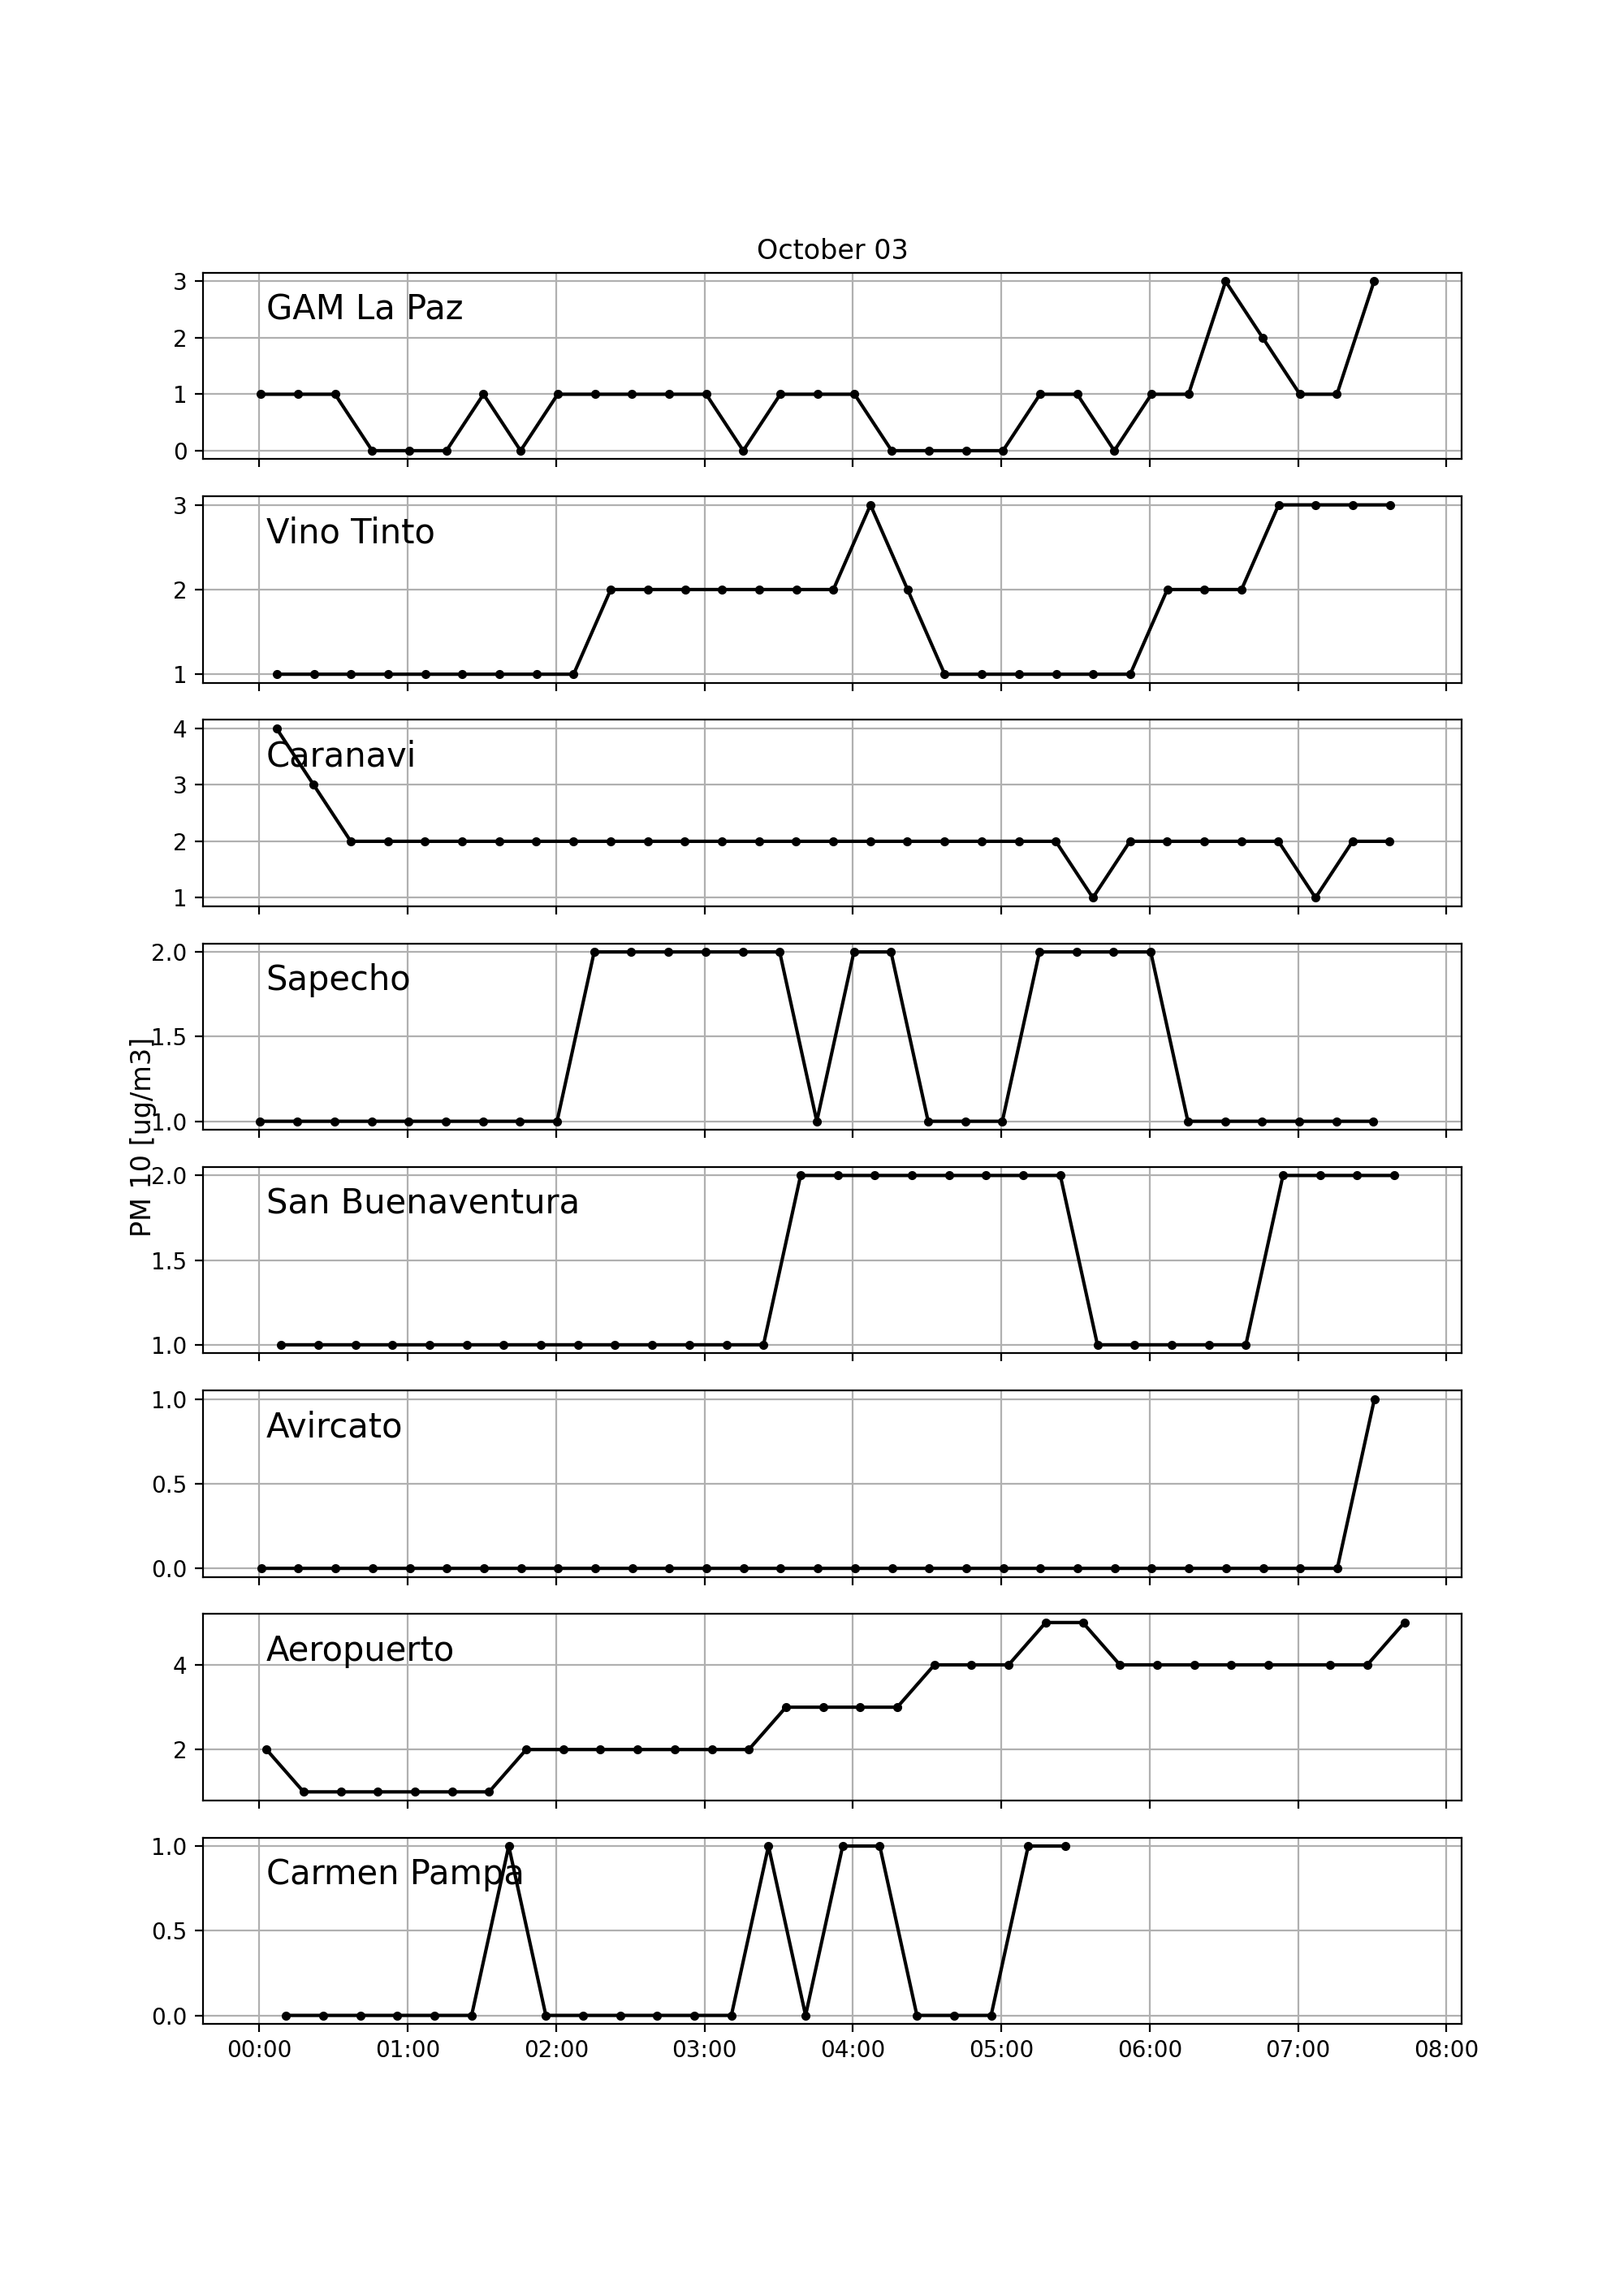 October 03
3
GAM La Paz
2
1
0
3
Vino Tinto
2
1
4
Caranavi
3
2
1
2.0
Sapecho
1.5
1.0
PM 10 [ug/m3]
2.0
San Buenaventura
1.5
1.0
1.0
Avircato
0.5
0.0
Aeropuerto
4
2
1.0
Carmen Pampa
0.5
0.0
00:00 01:00 02:00 03:00 04:00 05:00 06:00 07:00 08:00